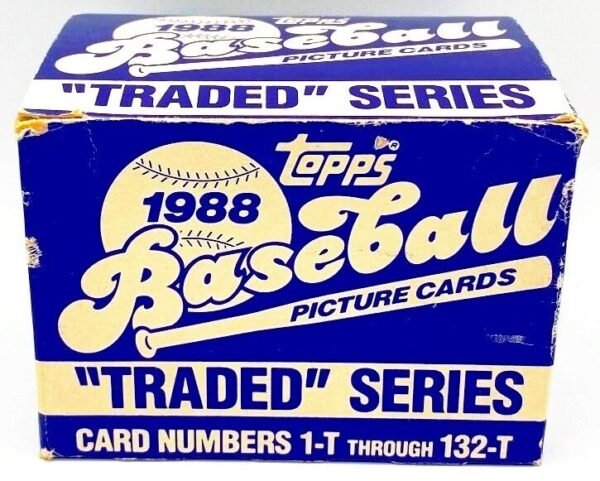 Topps
1988
Baseball
PICTURE CARDS
"TRADED" SERIES
Topps®
1988
Baseball
PICTURE CARDS
"TRADED" SERIES
CARD NUMBERS 1-T THROUGH 132-T